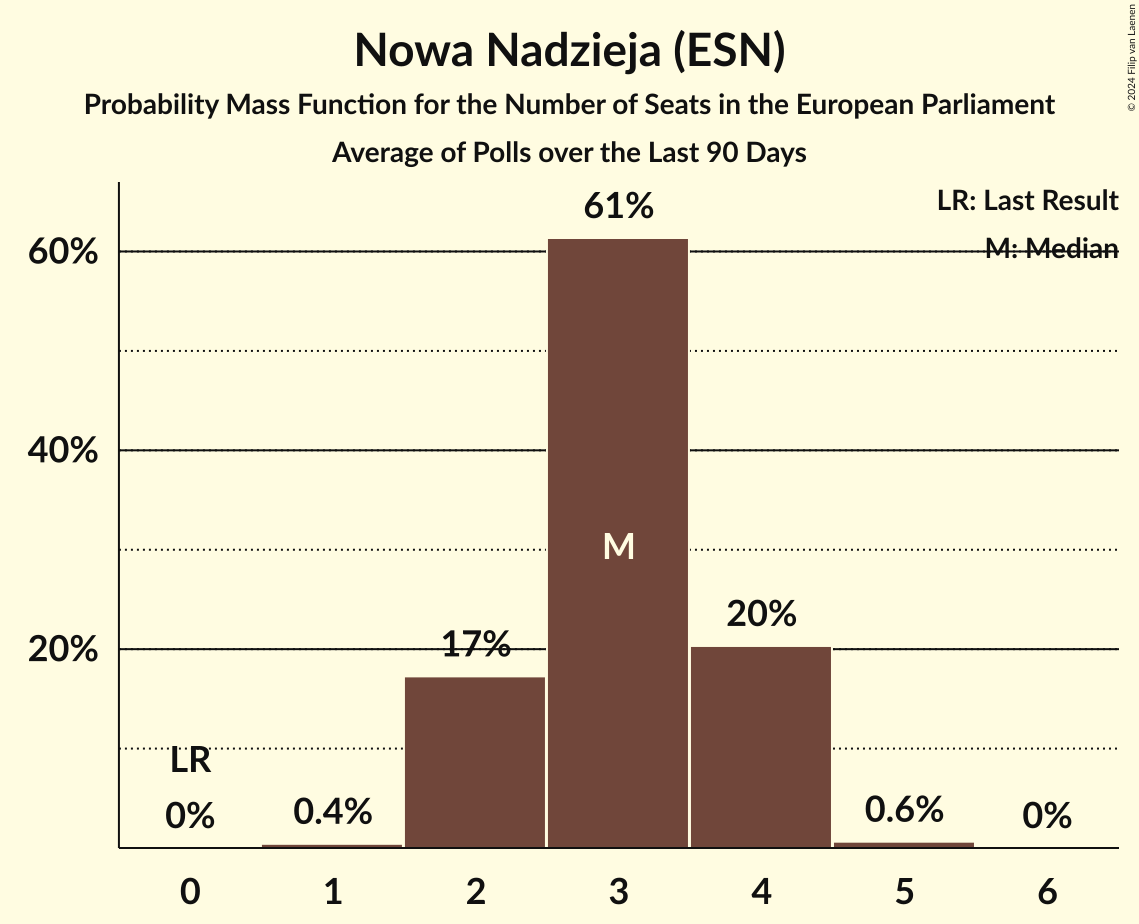 Nowa Nadzieja (ESN)
Probability Mass Function for the Number of Seats in the European Parliament
Average of Polls over the Last 90 Days
© 2024 Filip van Laenen
LR: Last Result
M: Median
61%
60%
40%
M
20%
20%
17%
LR
0%
0.4%
0.6%
0%
0 1 2 3 4 5 6